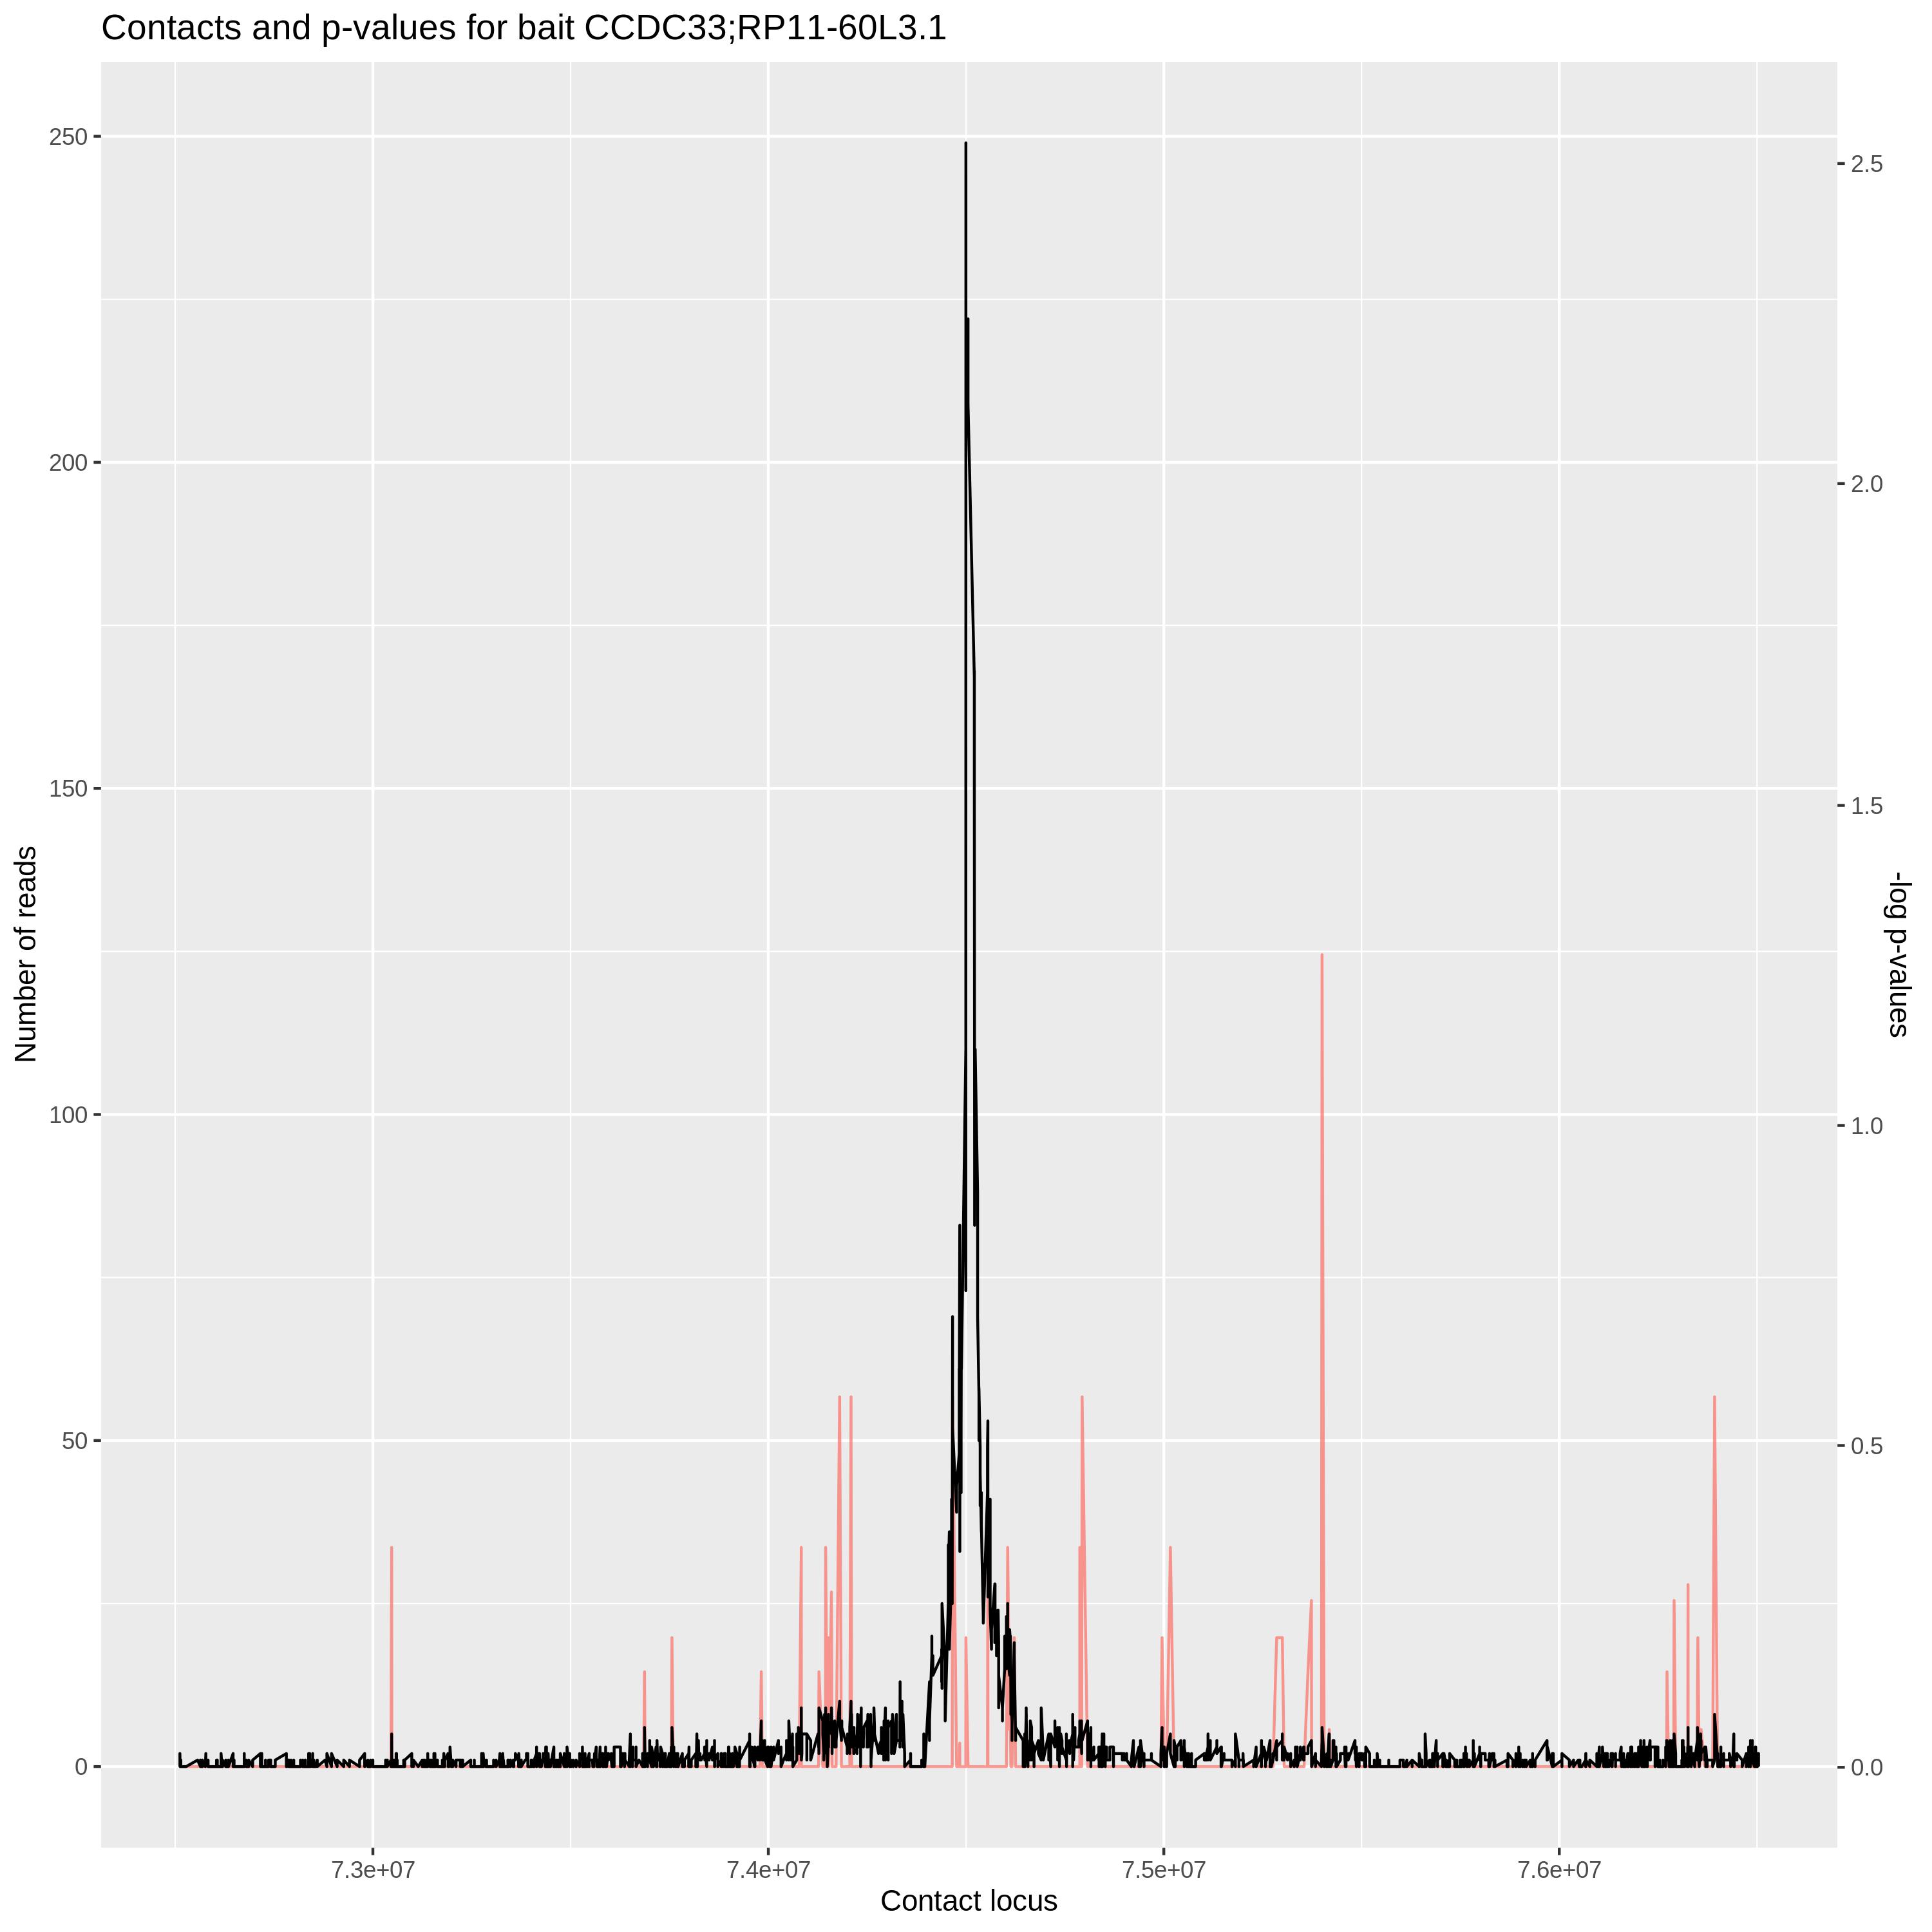 Contacts and p-values for bait CCDC33;RP11-60L3.1
250
200
150
100
50
0
Number of reads
2.5
2.0
1.5
1.0
0.5
0.0
-log p-values
7.3e+07
7.4e+07
7.5e+07
7.6e+07
Contact locus